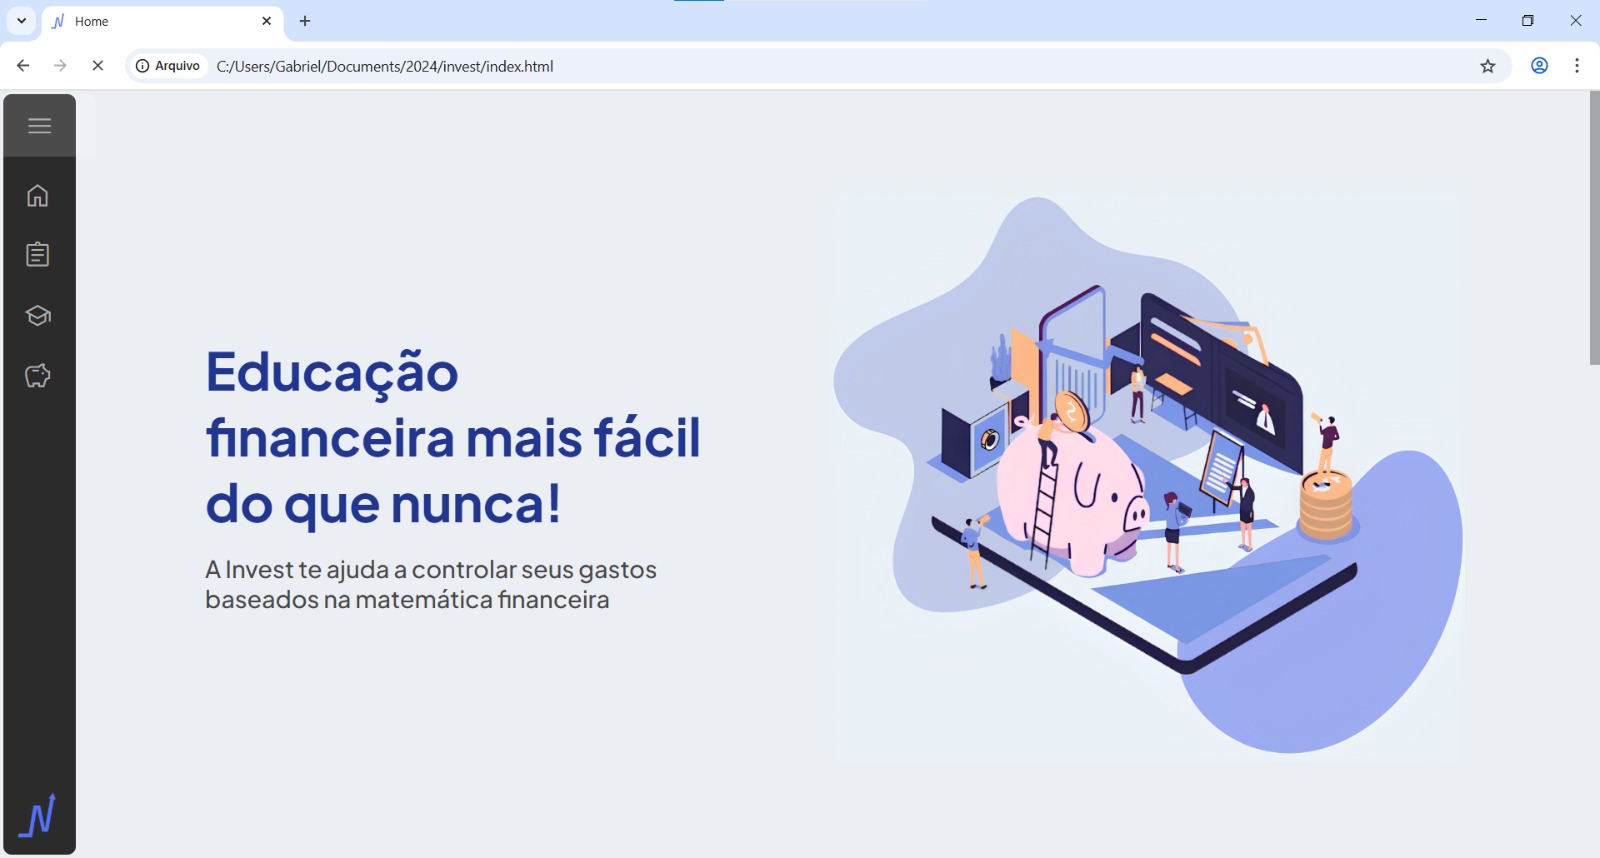 Home
Arquivo
C:/Users/Gabriel/Documents/2024/invest/index.html
Educação
financeira mais fácil
do que nunca!
A Invest te ajuda a controlar seus gastos
baseados na matemática financeira